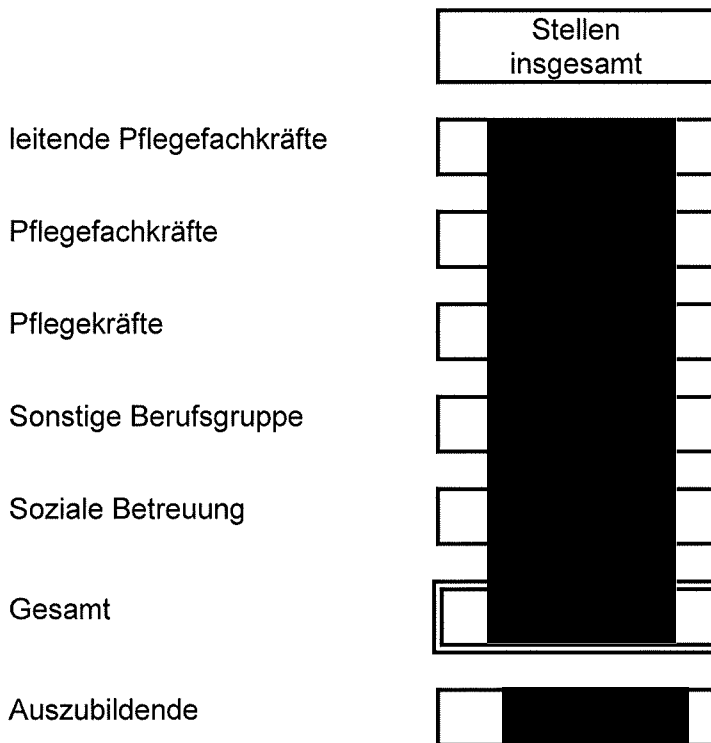 Stellen
insgesamt
leitende Pflegefachkräfte
Pflegefachkräfte
Pflegekräfte
Sonstige Berufsgruppe
Soziale Betreuung
Gesamt
Auszubildende